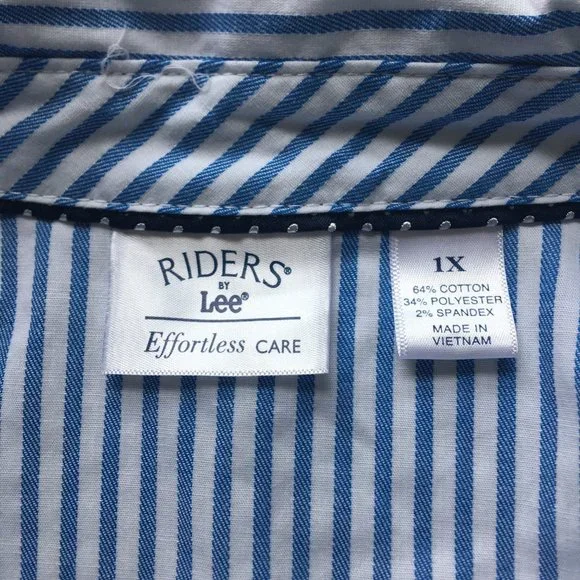 RIDERS®
BY
Lee®
Effortless CARE
1X
64% COTTON
34% POLYESTER
2% SPANDEX
MADE IN
VIETNAM